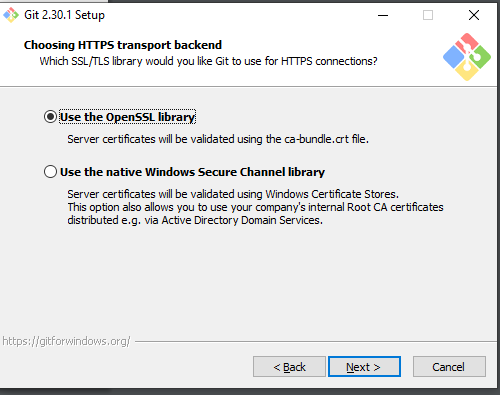 Git 2.30.1 Setup
Choosing HTTPS transport backend
Which SSL/TLS library would you like Git to use for HTTPS connections?
Use the OpenSSL library
Server certificates will be validated using the ca-bundle.crt file.
Use the native Windows Secure Channel library
Server certificates will be validated using Windows Certificate Stores.
This option also allows you to use your company's internal Root CA certificates
distributed e.g. via Active Directory Domain Services.
https://gitforwindows.org/
< Back
Next >
Cancel